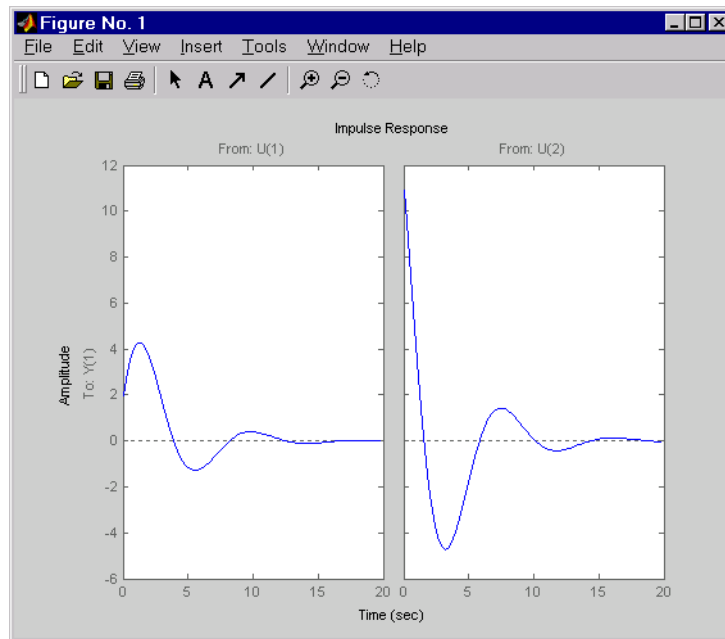 Figure No. 1
File Edit View Insert Tools Window Help
A
Impulse Response
From: U(1) From: U(2)
12
10
8
6
4
2
0
-2
-4
-6
Amplitude
To: Y(1)
0 5 10 15 20 0 5 10 15 20
Time (sec)